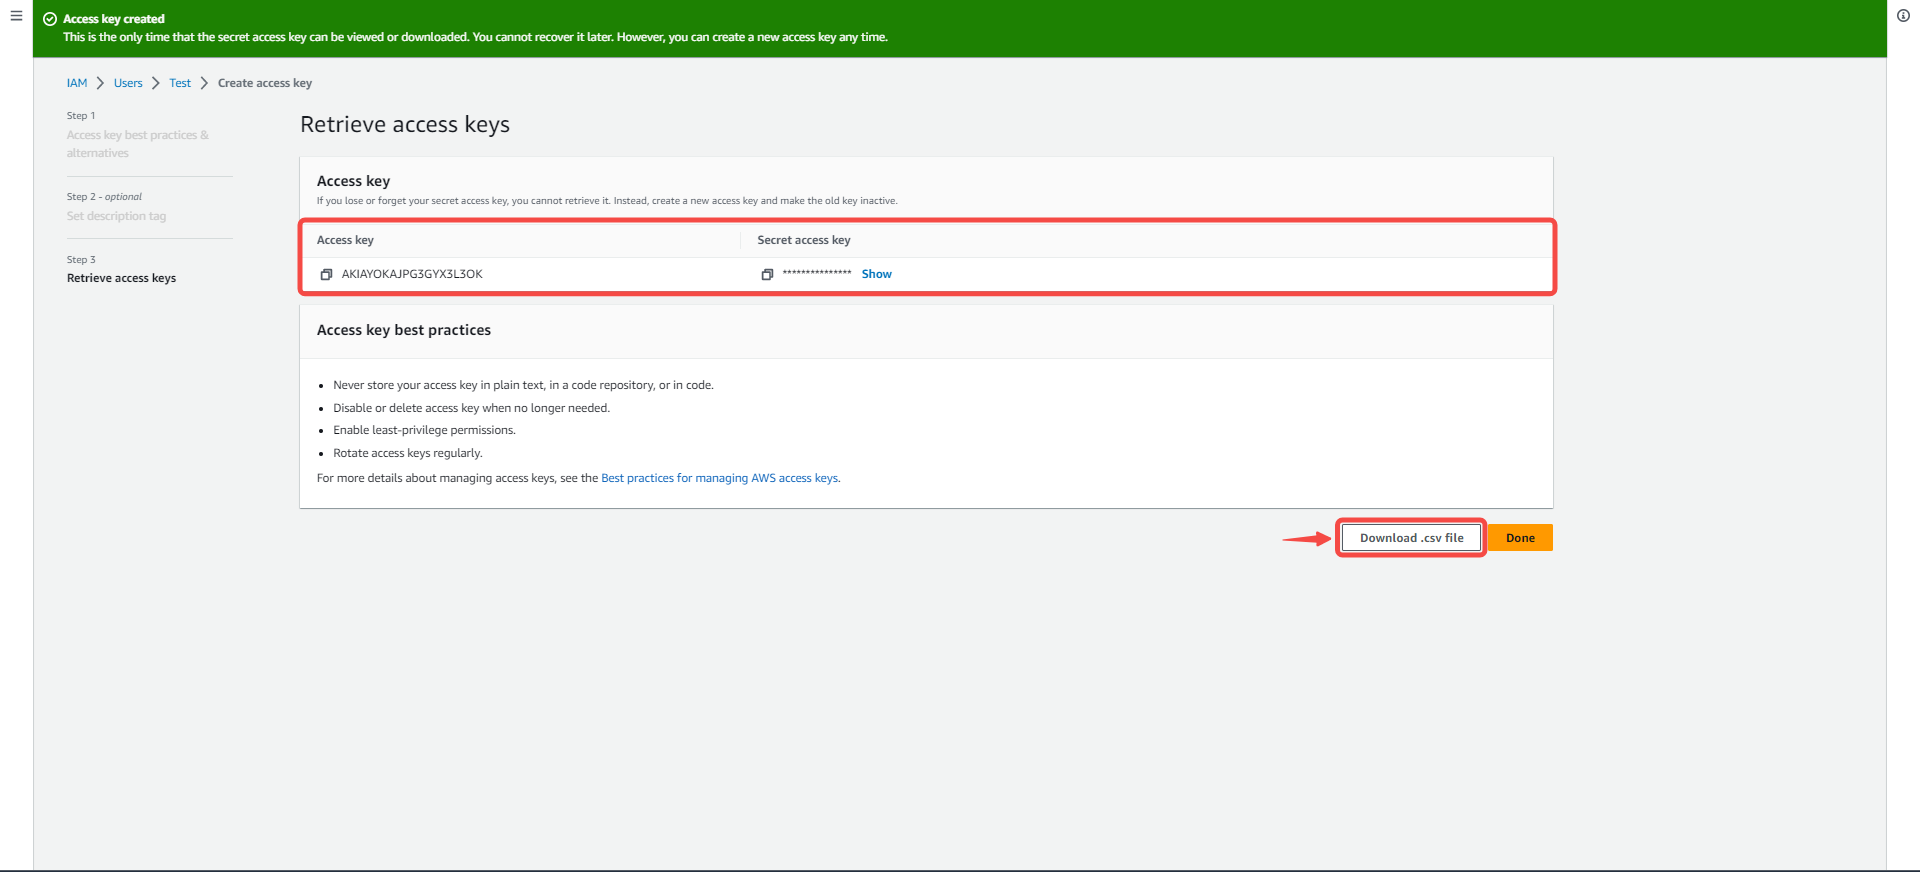 Access key created
This is the only time that the secret access key can be viewed or downloaded. You cannot recover it later. However, you can create a new access key any time.
IAM > Users > Test > Create access key
Step 1
Access key best practices &
alternatives
Step 2 - optional
Set description tag
Step 3
Retrieve access keys
Retrieve access keys
Access key
If you lose or forget your secret access key, you cannot retrieve it. Instead, create a new access key and make the old key inactive.
Access key Secret access key
AKIAYOKAJPG3GYX3L3OK *************** Show
Access key best practices
• Never store your access key in plain text, in a code repository, or in code.
• Disable or delete access key when no longer needed.
• Enable least-privilege permissions.
• Rotate access keys regularly.
For more details about managing access keys, see the Best practices for managing AWS access keys.
Download .csv file Done